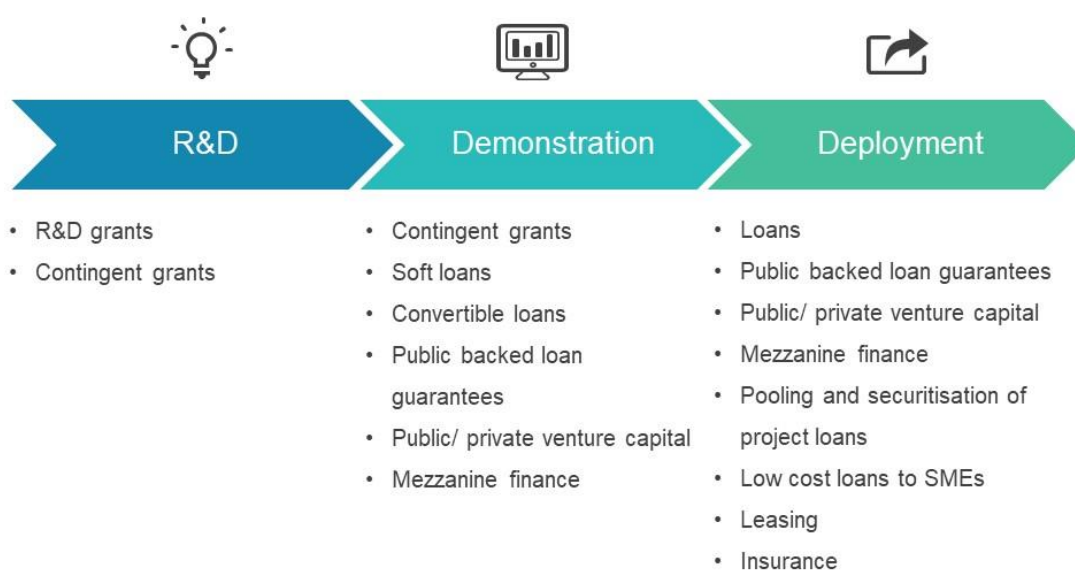 R&D
Demonstration
Deployment
• R&D grants
• Contingent grants
• Contingent grants
• Soft loans
• Convertible loans
• Public backed loan
guarantees
• Public/ private venture capital
• Mezzanine finance
• Loans
• Public backed loan guarantees
• Public/ private venture capital
• Mezzanine finance
• Pooling and securitisation of
project loans
• Low cost loans to SMEs
• Leasing
• Insurance